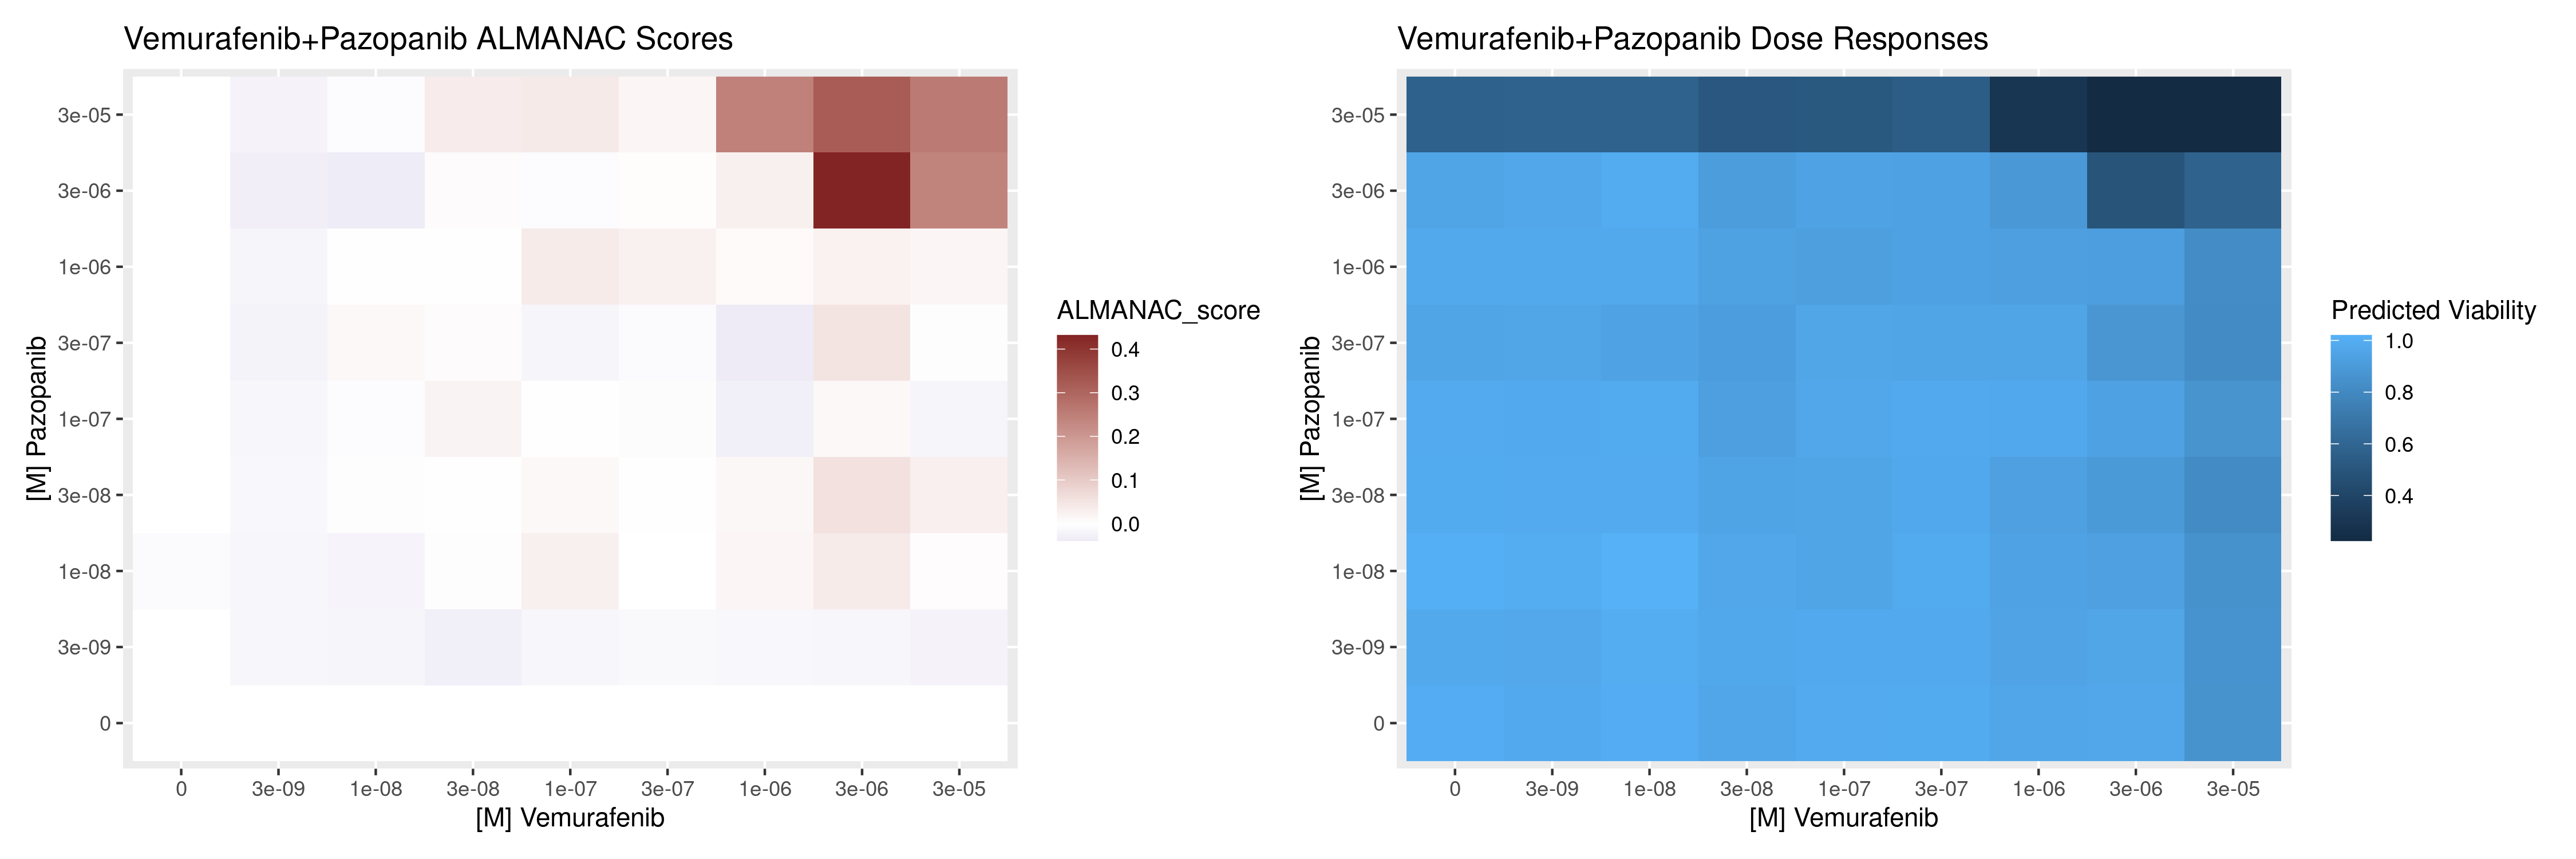 Vemurafenib+Pazopanib ALMANAC Scores
[M] Pazopanib
3e-05
3e-06
1e-06
3e-07
1e-07
3e-08
1e-08
3e-09
0
0 3e-09 1e-08 3e-08 1e-07 3e-07 1e-06 3e-06 3e-05
[M] Vemurafenib
ALMANAC_score
0.4
0.3
0.2
0.1
0.0
Vemurafenib+Pazopanib Dose Responses
[M] Pazopanib
3e-05
3e-06
1e-06
3e-07
1e-07
3e-08
1e-08
3e-09
0
0 3e-09 1e-08 3e-08 1e-07 3e-07 1e-06 3e-06 3e-05
[M] Vemurafenib
Predicted Viability
1.0
0.8
0.6
0.4